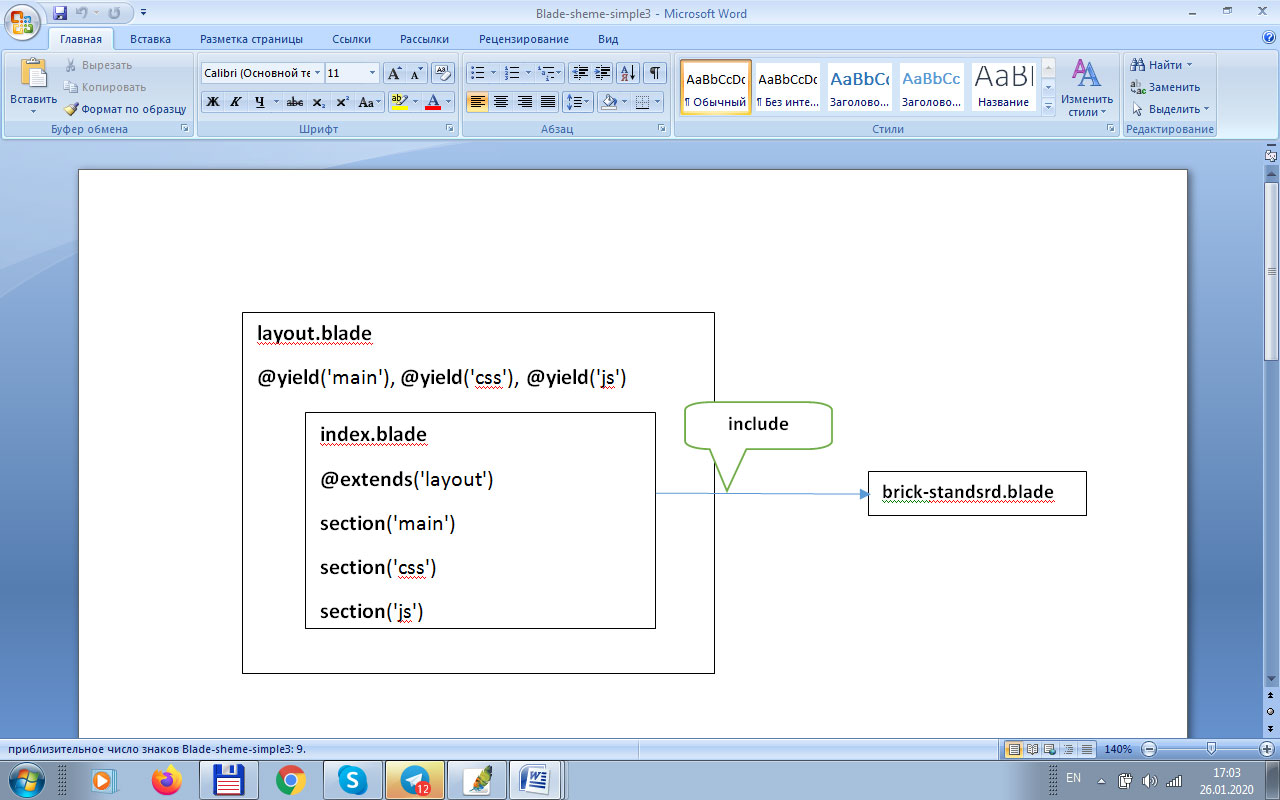 Blade-sheme-simple3 - Microsoft Word
Главная Вставка Разметка страницы Ссылки Рассылки Рецензирование Вид
Вставить
Вырезать
Копировать
Формат по образцу
Буфер обмена
Calibri (Основной те 11
Ж К Ч abc x₂ x² Aa
Шрифт
Абзац
AaBbCcDc AaBbCcDc AaBbCc AaBbCc AaBl
¶ Обычный ¶ Без инте... Заголово... Заголово... Название
Изменить
стили
Стили
Найти
Заменить
Выделить
Редактирование
layout.blade
@yield('main'), @yield('css'), @yield('js')
index.blade
@extends('layout')
section('main')
section('css')
section('js')
include
brick-standsrd.blade
приблизительное число знаков Blade-sheme-simple3: 9.
140%
12
EN
17:03
26.01.2020